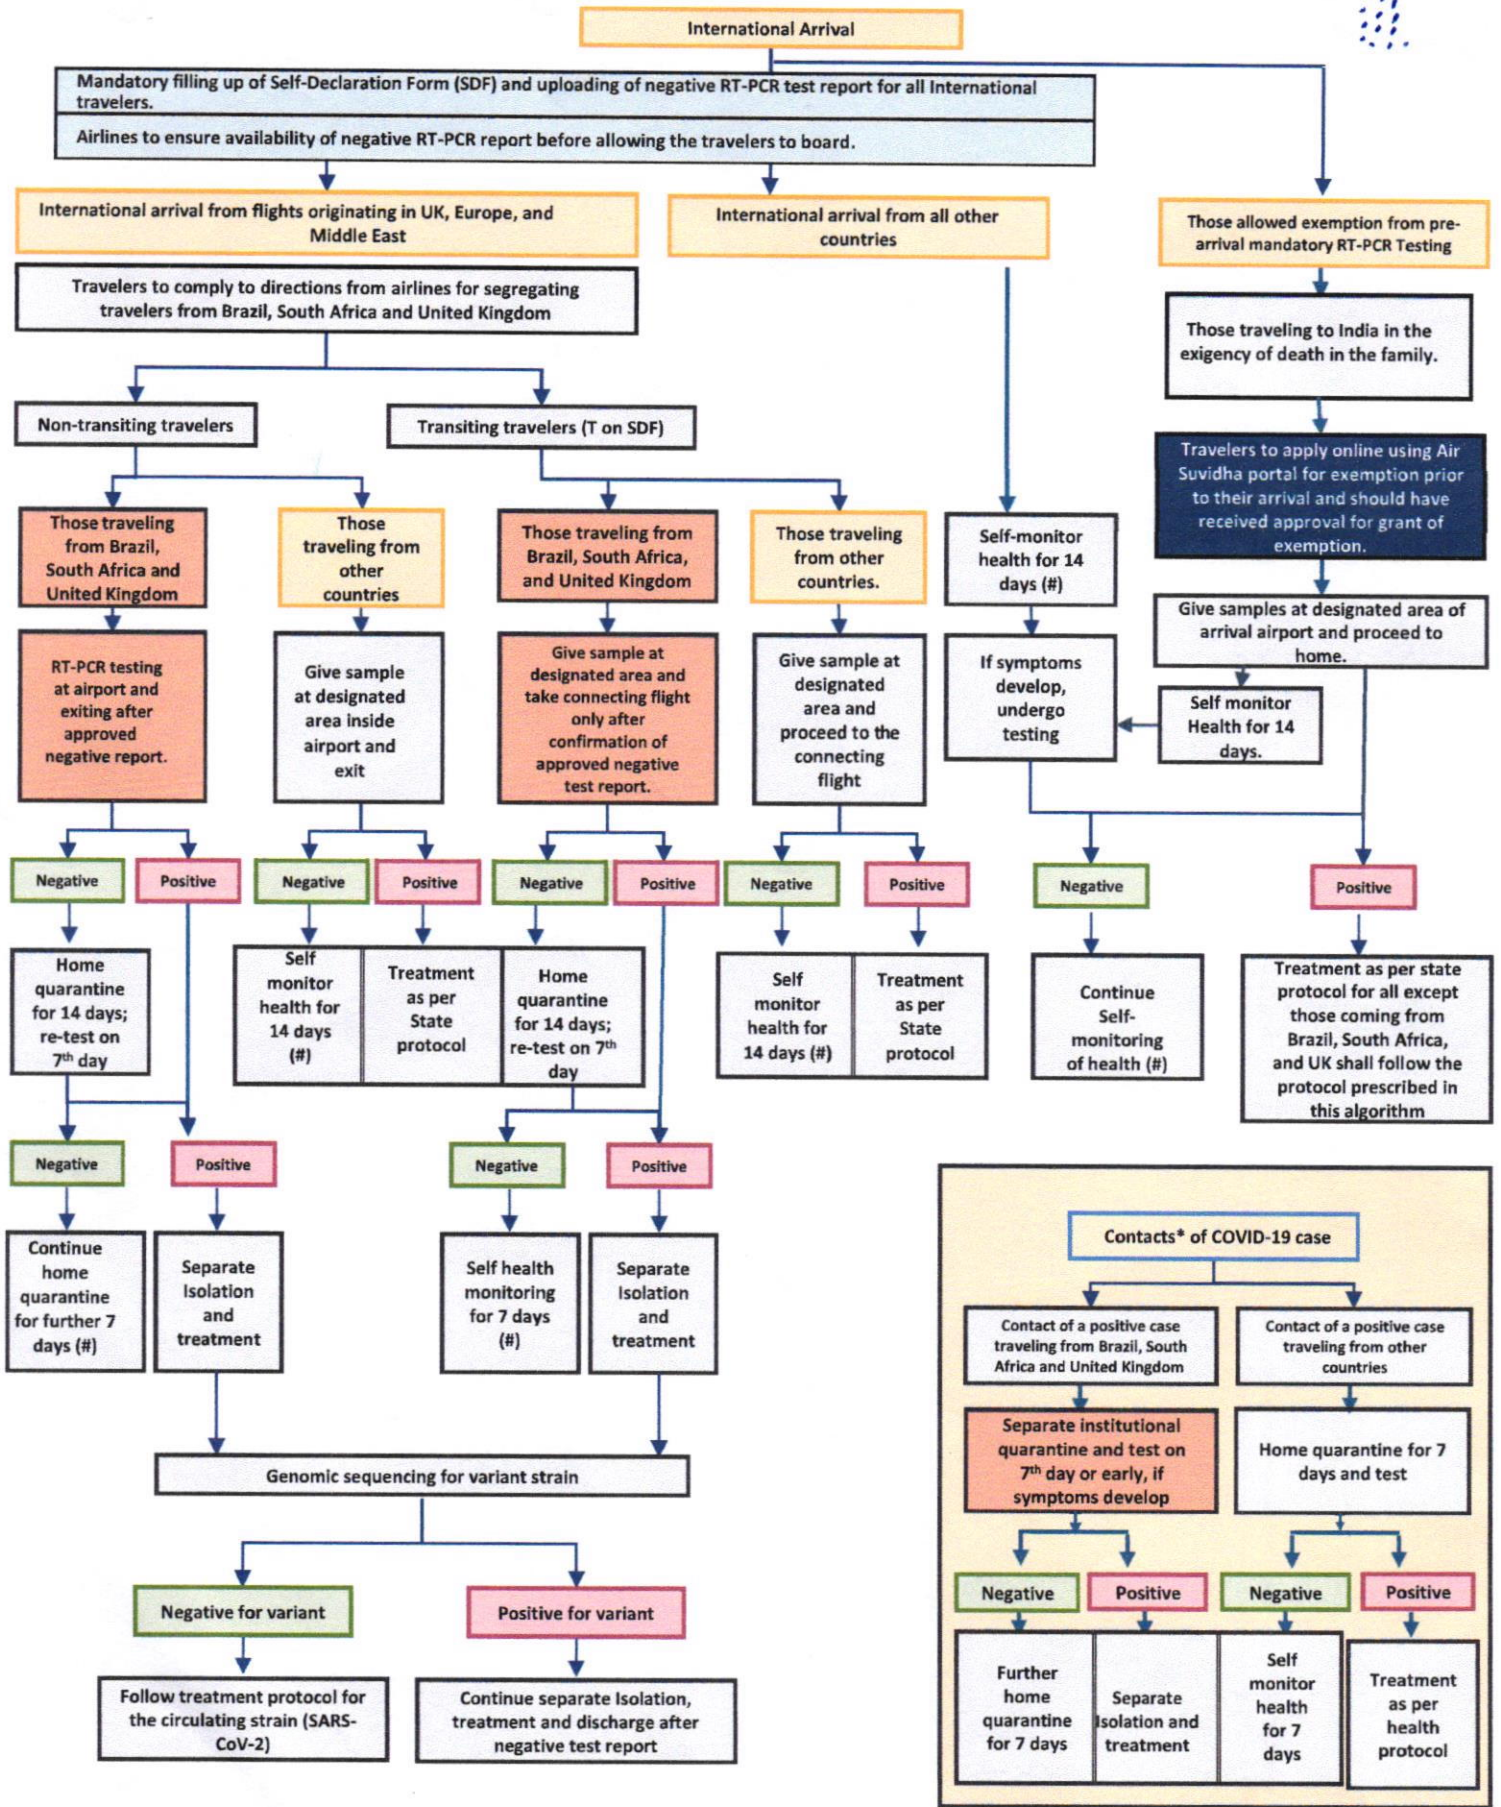 International Arrival
Mandatory filling up of Self-Declaration Form (SDF) and uploading of negative RT-PCR test report for all International
travelers.
Airlines to ensure availability of negative RT-PCR report before allowing the travelers to board.
International arrival from flights originating in UK, Europe, and
Middle East
International arrival from all other
countries
Those allowed exemption from pre-
arrival mandatory RT-PCR Testing
Travelers to comply to directions from airlines for segregating
travelers from Brazil, South Africa and United Kingdom
Those traveling to India in the
exigency of death in the family.
Non-transiting travelers
Transiting travelers (T on SDF)
Travelers to apply online using Air
Suvidha portal for exemption prior
to their arrival and should have
received approval for grant of
exemption.
Those traveling
from Brazil,
South Africa and
United Kingdom
Those
traveling from
other
countries
Those traveling from
Brazil, South Africa,
and United Kingdom
Those traveling
from other
countries.
Self-monitor
health for 14
days (#)
Give samples at designated area of
arrival airport and proceed to
home.
RT-PCR testing
at airport and
exiting after
approved
negative report.
Give sample
at designated
area inside
airport and
exit
Give sample at
designated area and
take connecting flight
only after
confirmation of
approved negative
test report.
Give sample at
designated
area and
proceed to the
connecting
flight
If symptoms
develop,
undergo
testing
Self monitor
Health for 14
days.
Negative
Positive
Negative
Positive
Negative
Positive
Negative
Positive
Negative
Positive
Home
quarantine
for 14 days;
re-test on
7th day
Self
monitor
health for
14 days
(#)
Treatment
as per
State
protocol
Home
quarantine
for 14 days;
re-test on 7th
day
Self
monitor
health for
14 days (#)
Treatment
as per
State
protocol
Continue
Self-
monitoring
of health (#)
Treatment as per state
protocol for all except
those coming from
Brazil, South Africa,
and UK shall follow the
protocol prescribed in
this algorithm
Negative
Positive
Negative
Positive
Continue
home
quarantine
for further 7
days (#)
Separate
Isolation
and
treatment
Self health
monitoring
for 7 days
(#)
Separate
Isolation
and
treatment
Genomic sequencing for variant strain
Negative for variant
Positive for variant
Follow treatment protocol for
the circulating strain (SARS-
CoV-2)
Continue separate Isolation,
treatment and discharge after
negative test report
Contacts* of COVID-19 case
Contact of a positive case
traveling from Brazil, South
Africa and United Kingdom
Contact of a positive case
traveling from other
countries
Separate institutional
quarantine and test on
7th day or early, if
symptoms develop
Home quarantine for 7
days and test
Negative
Positive
Negative
Positive
Further
home
quarantine
for 7 days
Separate
Isolation and
treatment
Self
monitor
health
for 7
days
Treatment
as per
health
protocol